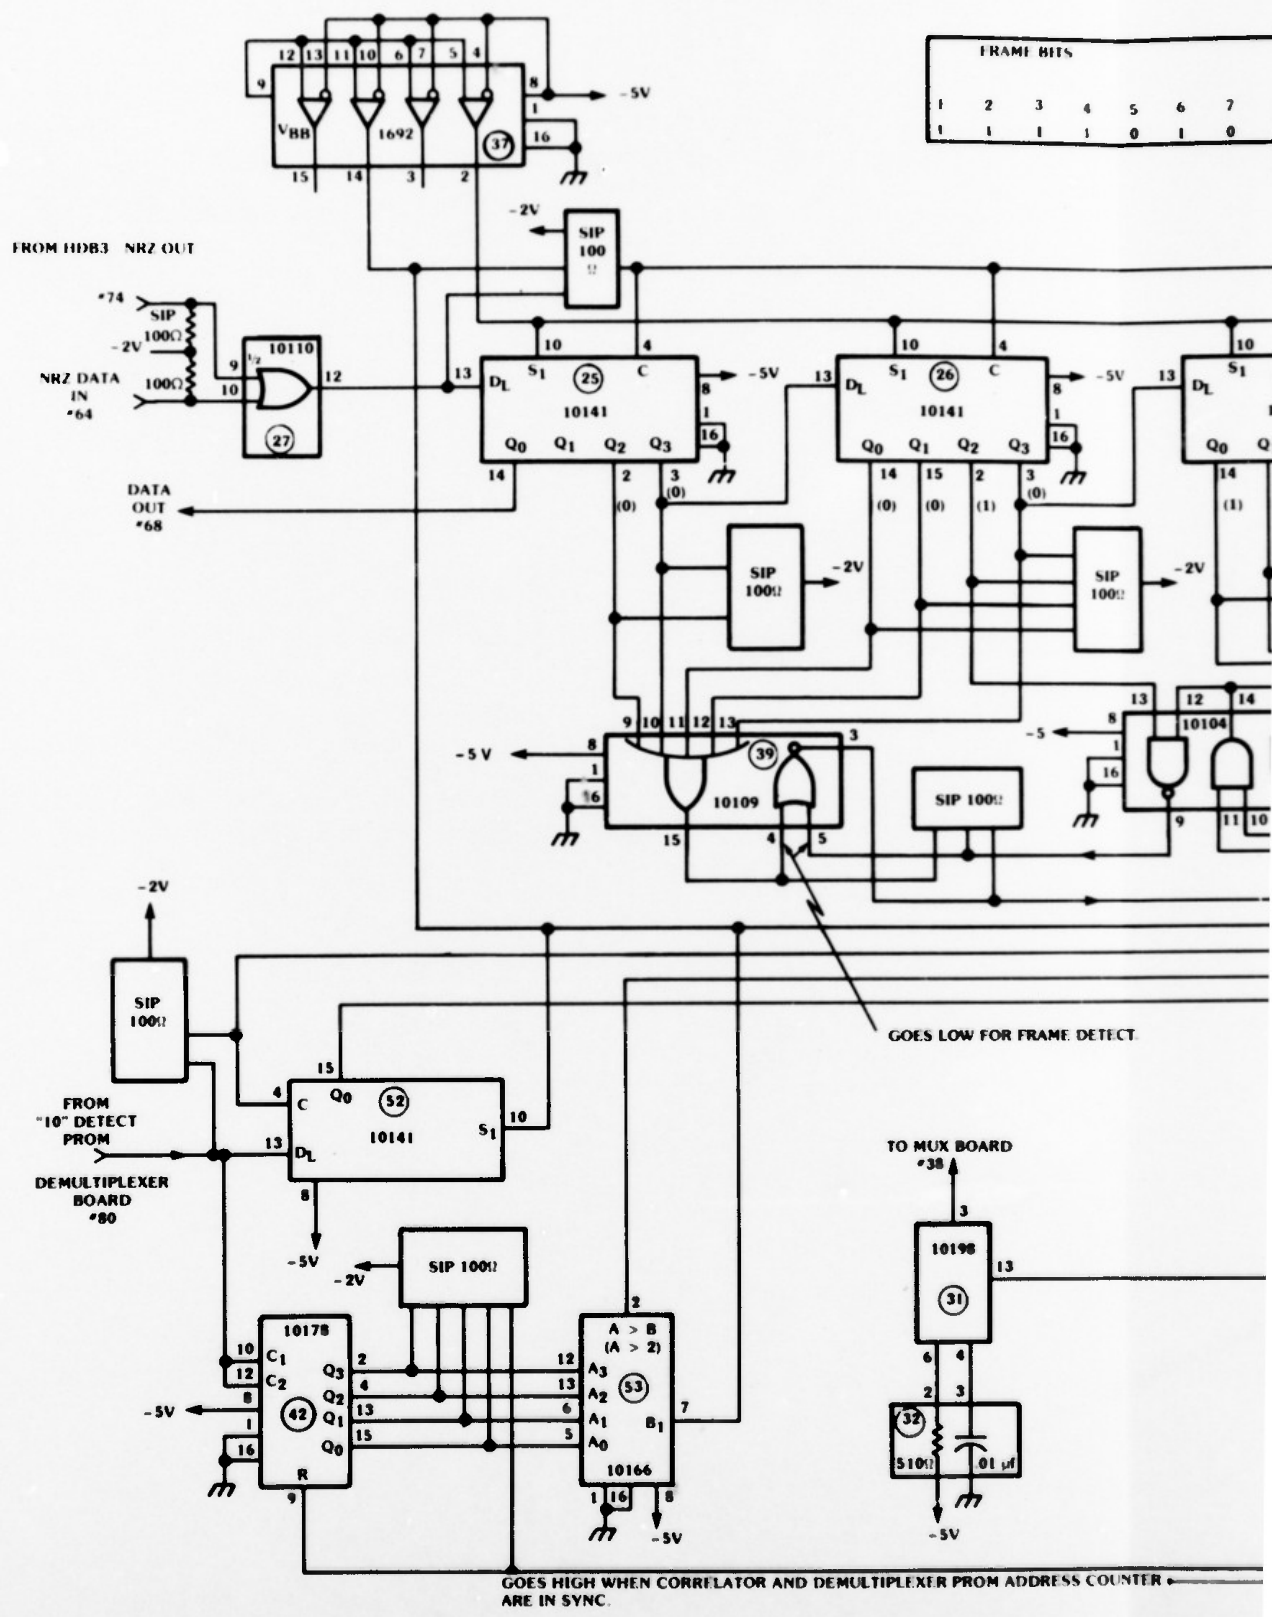 12 13 11 10 6 7 5 4
9
8
-5V
1
VBB
1692
37
16
15 14 3 2
FRAME BITS
1 2 3 4 5 6 7
1 1 1 1 0 1 0
-2V
SIP
100
Ω
FROM HDB3 NRZ OUT
#74
SIP
100Ω
-2V
100Ω
NRZ DATA
IN
#64
9
10
1/2
10110
27
12
13
10 4
DL
S1
25
C
8
-5V
10141
1
16
Q0 Q1 Q2 Q3
14 2 3
(0)
(0)
13
10 4
DL
S1
26
C
-5V
8
10141
1
16
Q0 Q1 Q2 Q3
14 15 2 3
(0) (0) (1) (0)
13
10
DL
S1
Q0
14
(1)
DATA
OUT
#68
SIP
100Ω
-2V
SIP
100Ω
-2V
9 10 11 12 13
-5 V
8
1
16
39
10109
3
15 4 5
SIP 100Ω
13 12 14
8
-5
1
16
10104
9 11 10
-2V
SIP
100Ω
GOES LOW FOR FRAME DETECT.
FROM
"10" DETECT
PROM
DEMULTIPLEXER
BOARD
#80
15
4
C
Q0
52
10141
S1
10
13
DL
8
-5V
-2V
SIP 100Ω
TO MUX BOARD
#38
3
10198
13
31
6 4
2 3
32
510Ω
.01 µf
-5V
10178
10
C1
12
C2
8
-5V
42
1
16
R
9
Q3
2
Q2
4
Q1
13
Q0
15
2
A > B
(A > 2)
12
A3
13
A2
53
6
A1
B1
7
5
A0
10166
1 16 8
-5V
GOES HIGH WHEN CORRELATOR AND DEMULTIPLEXER PROM ADDRESS COUNTER
ARE IN SYNC.